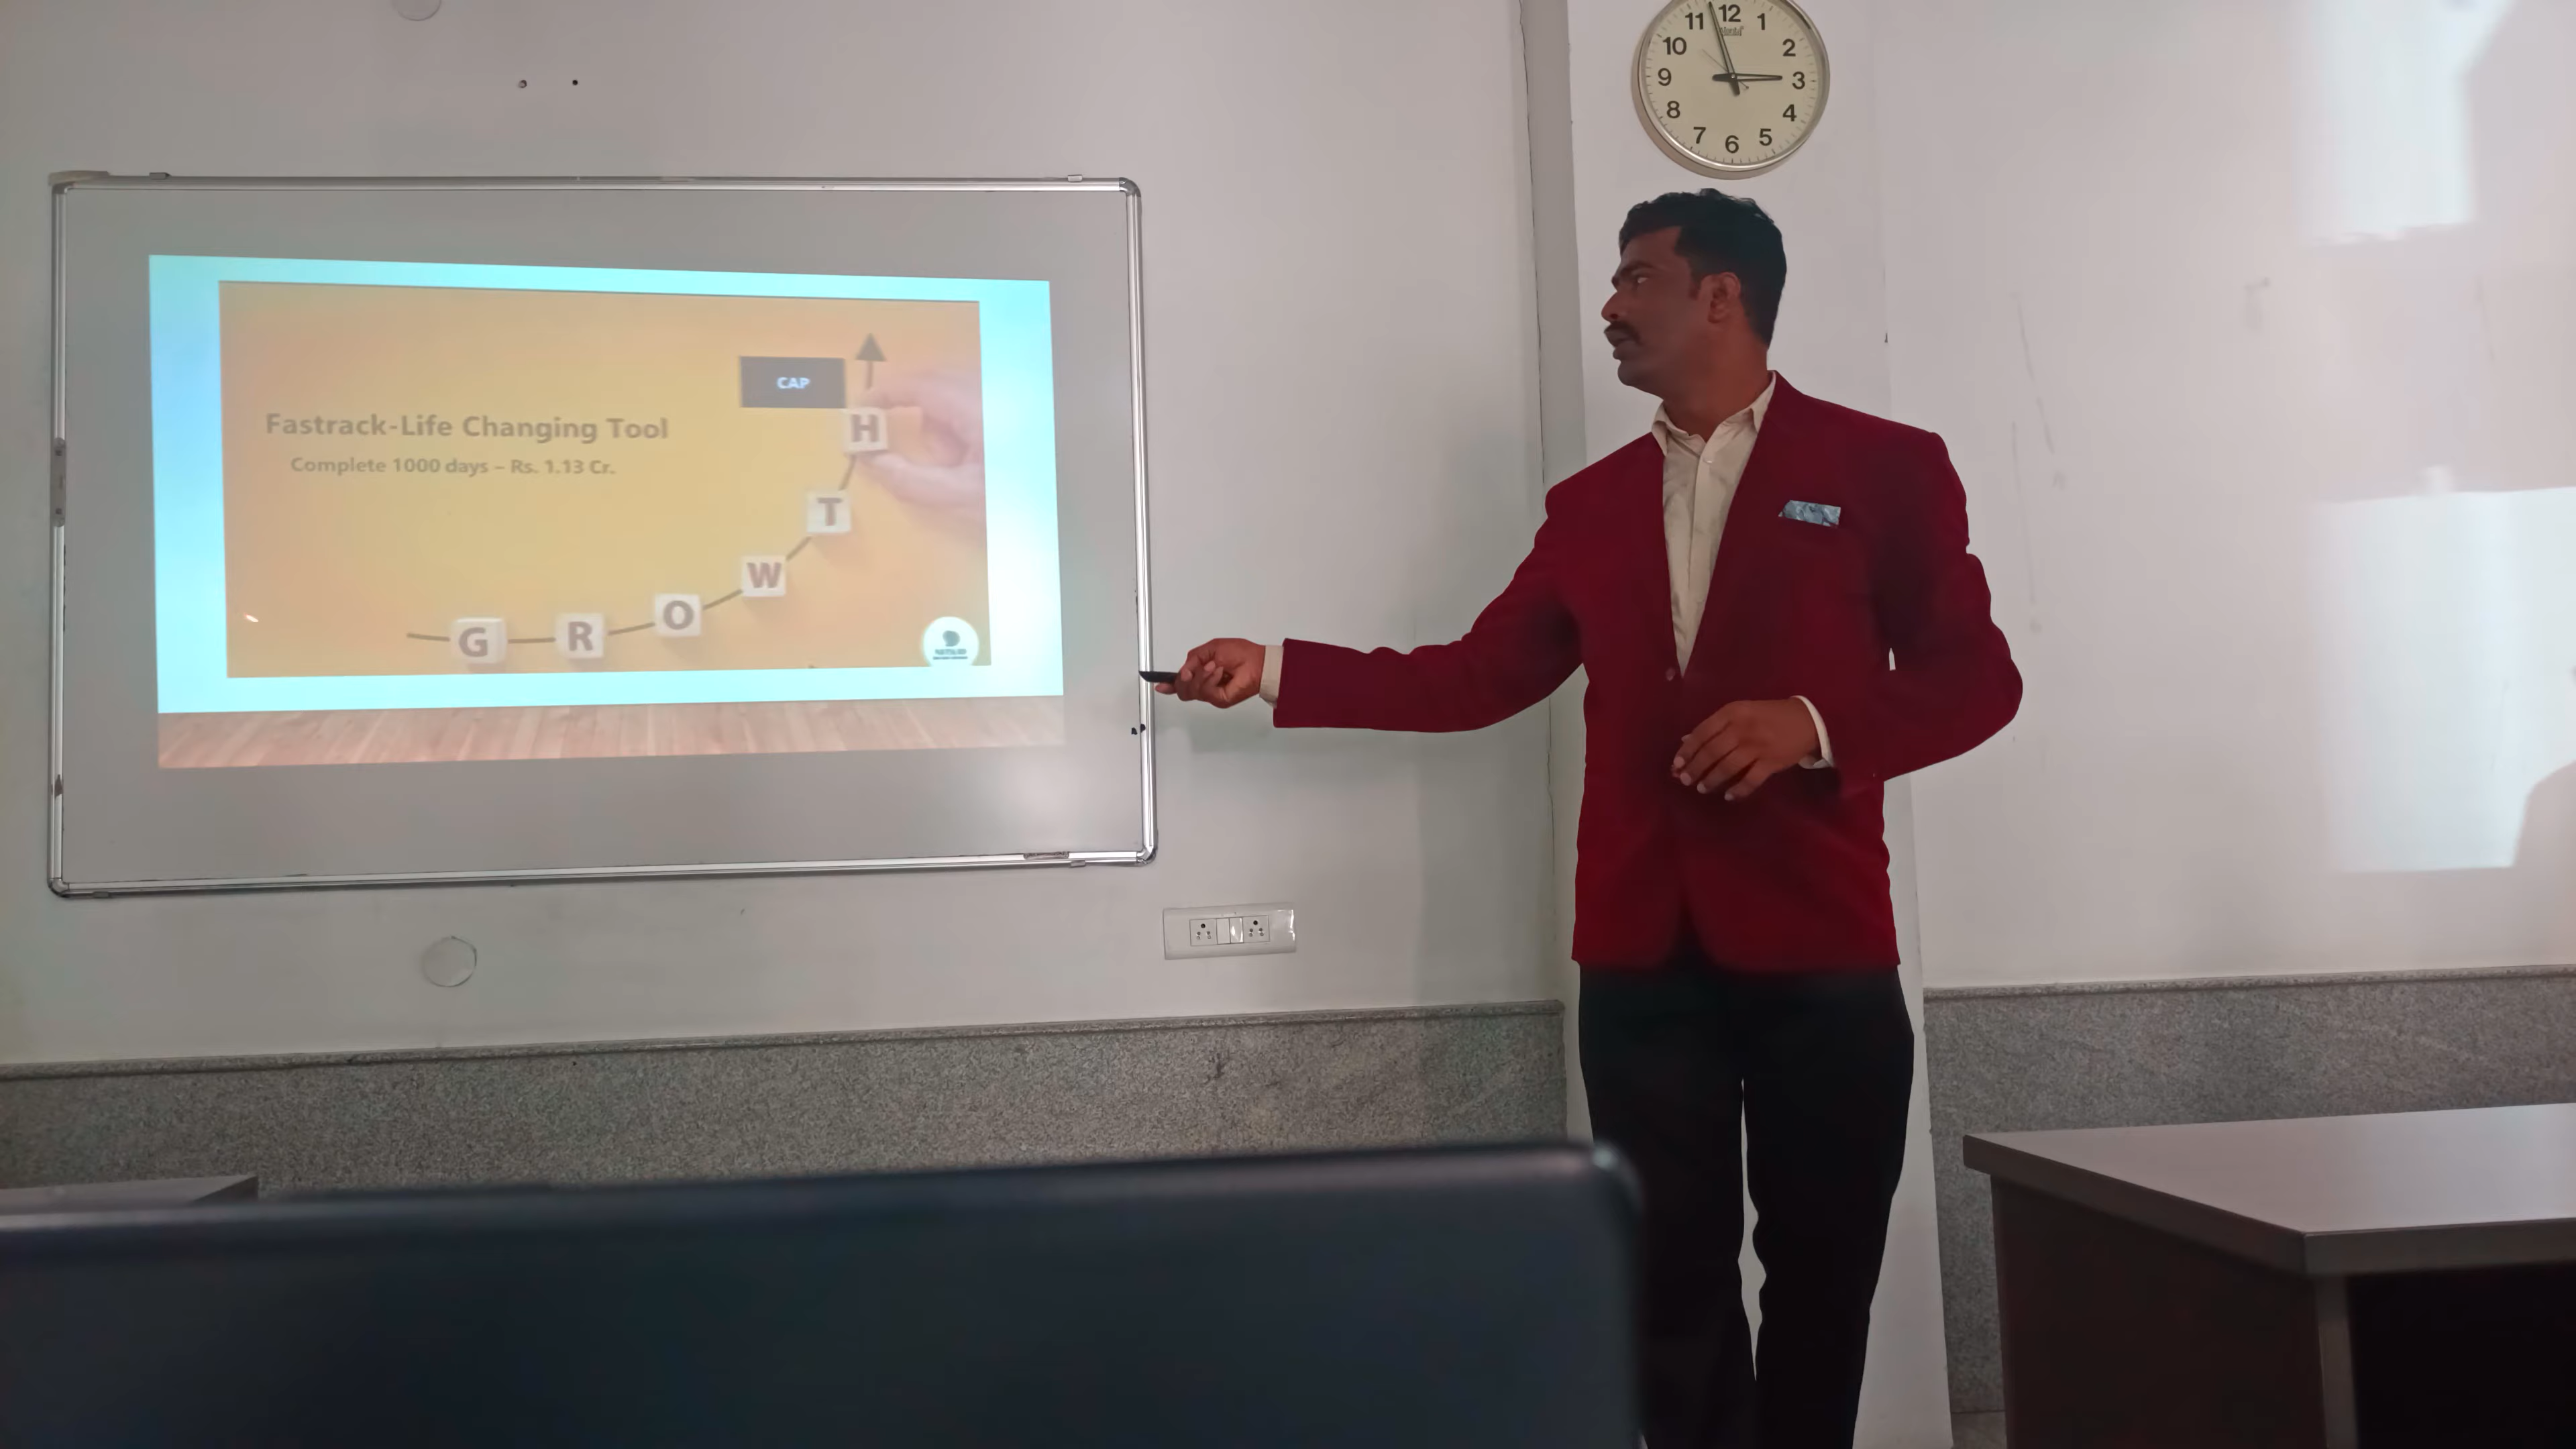 11 12 1
10 2
9 3
8 4
7 6 5
CAP
Fastrack-Life Changing Tool
Complete 1000 days – Rs. 1.13 Cr.
G R O W T H